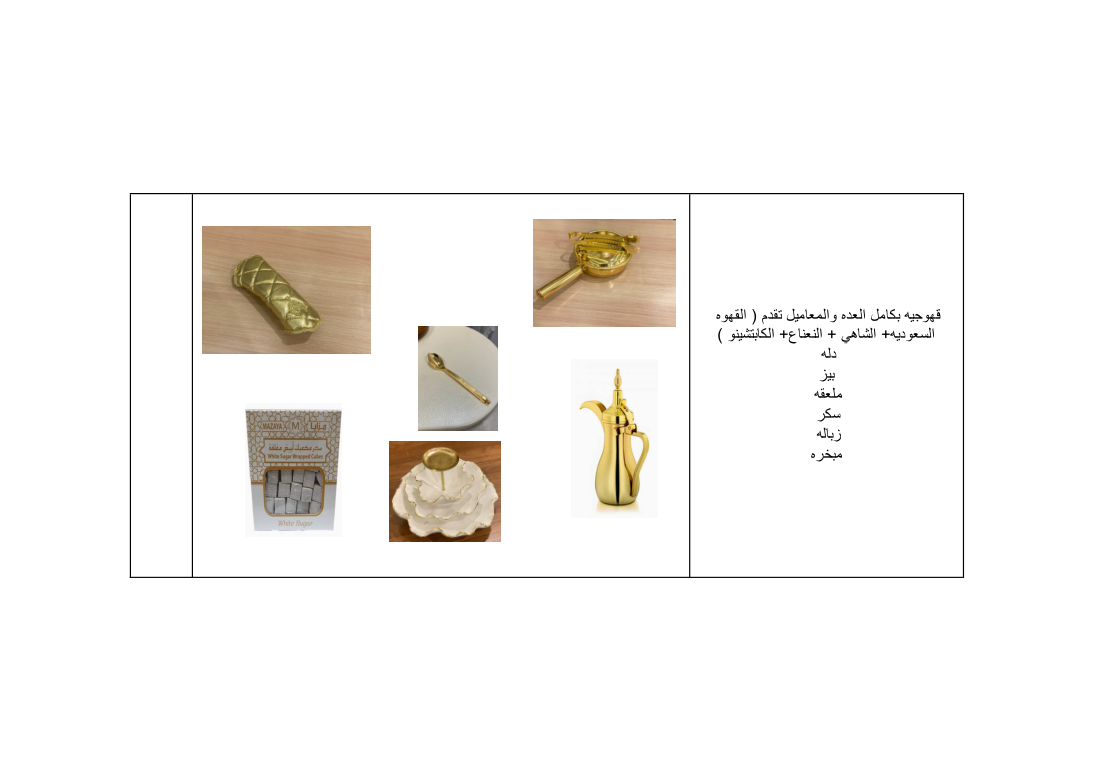 قهوجيه بكامل العده والمعاميل تقدم ( القهوه
السعوديه+ الشاهي + النعناع+ الكابتشينو )
دله
بيز
ملعقه
سكر
زباله
مبخره
MAZAYA M مزايا
White Sugar Wrapped Cubes
White Sugar